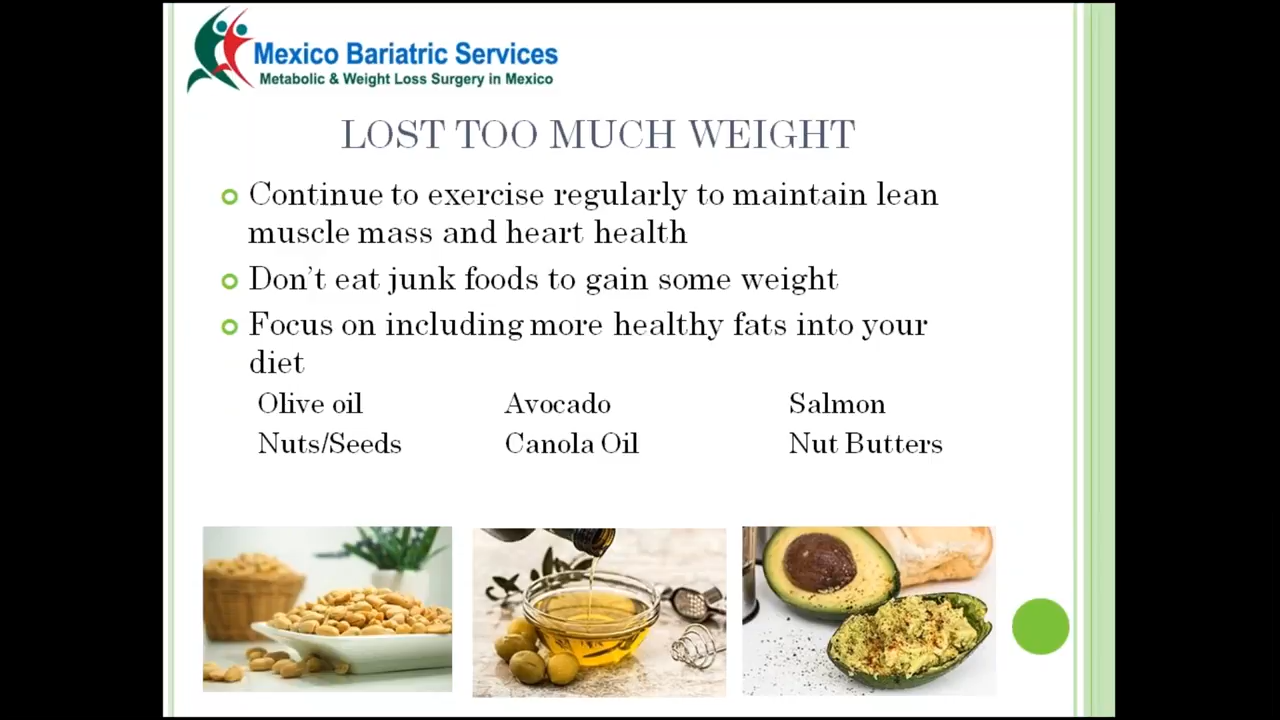 Mexico Bariatric Services
Metabolic & Weight Loss Surgery in Mexico
LOST TOO MUCH WEIGHT
Continue to exercise regularly to maintain lean
muscle mass and heart health
Don't eat junk foods to gain some weight
Focus on including more healthy fats into your
diet
Olive oil Avocado Salmon
Nuts/Seeds Canola Oil Nut Butters